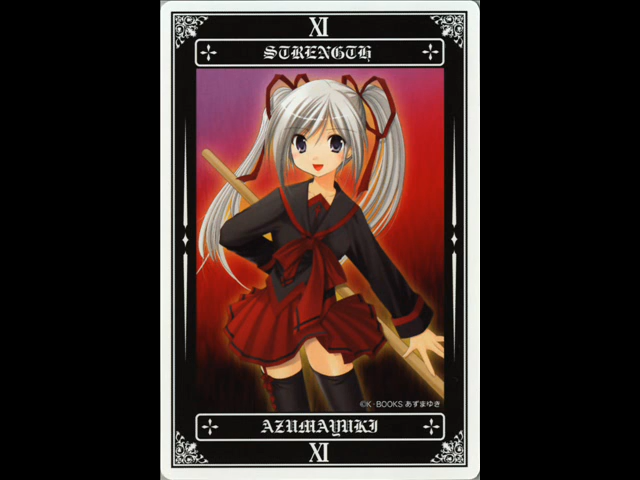 XI
STRENGTH
©K·BOOKS あずまゆき
AZUMAYUKI
XI